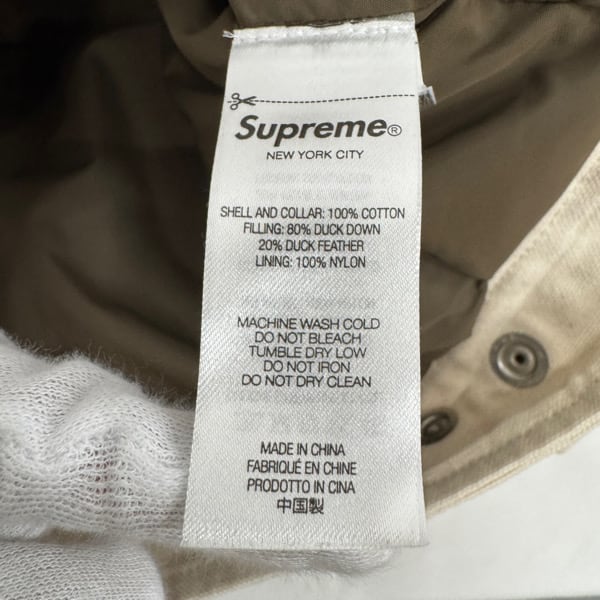 Supreme®
NEW YORK CITY
SHELL AND COLLAR: 100% COTTON
FILLING: 80% DUCK DOWN
20% DUCK FEATHER
LINING: 100% NYLON
MACHINE WASH COLD
DO NOT BLEACH
TUMBLE DRY LOW
DO NOT IRON
DO NOT DRY CLEAN
MADE IN CHINA
FABRIQUÉ EN CHINE
PRODOTTO IN CINA
中国製